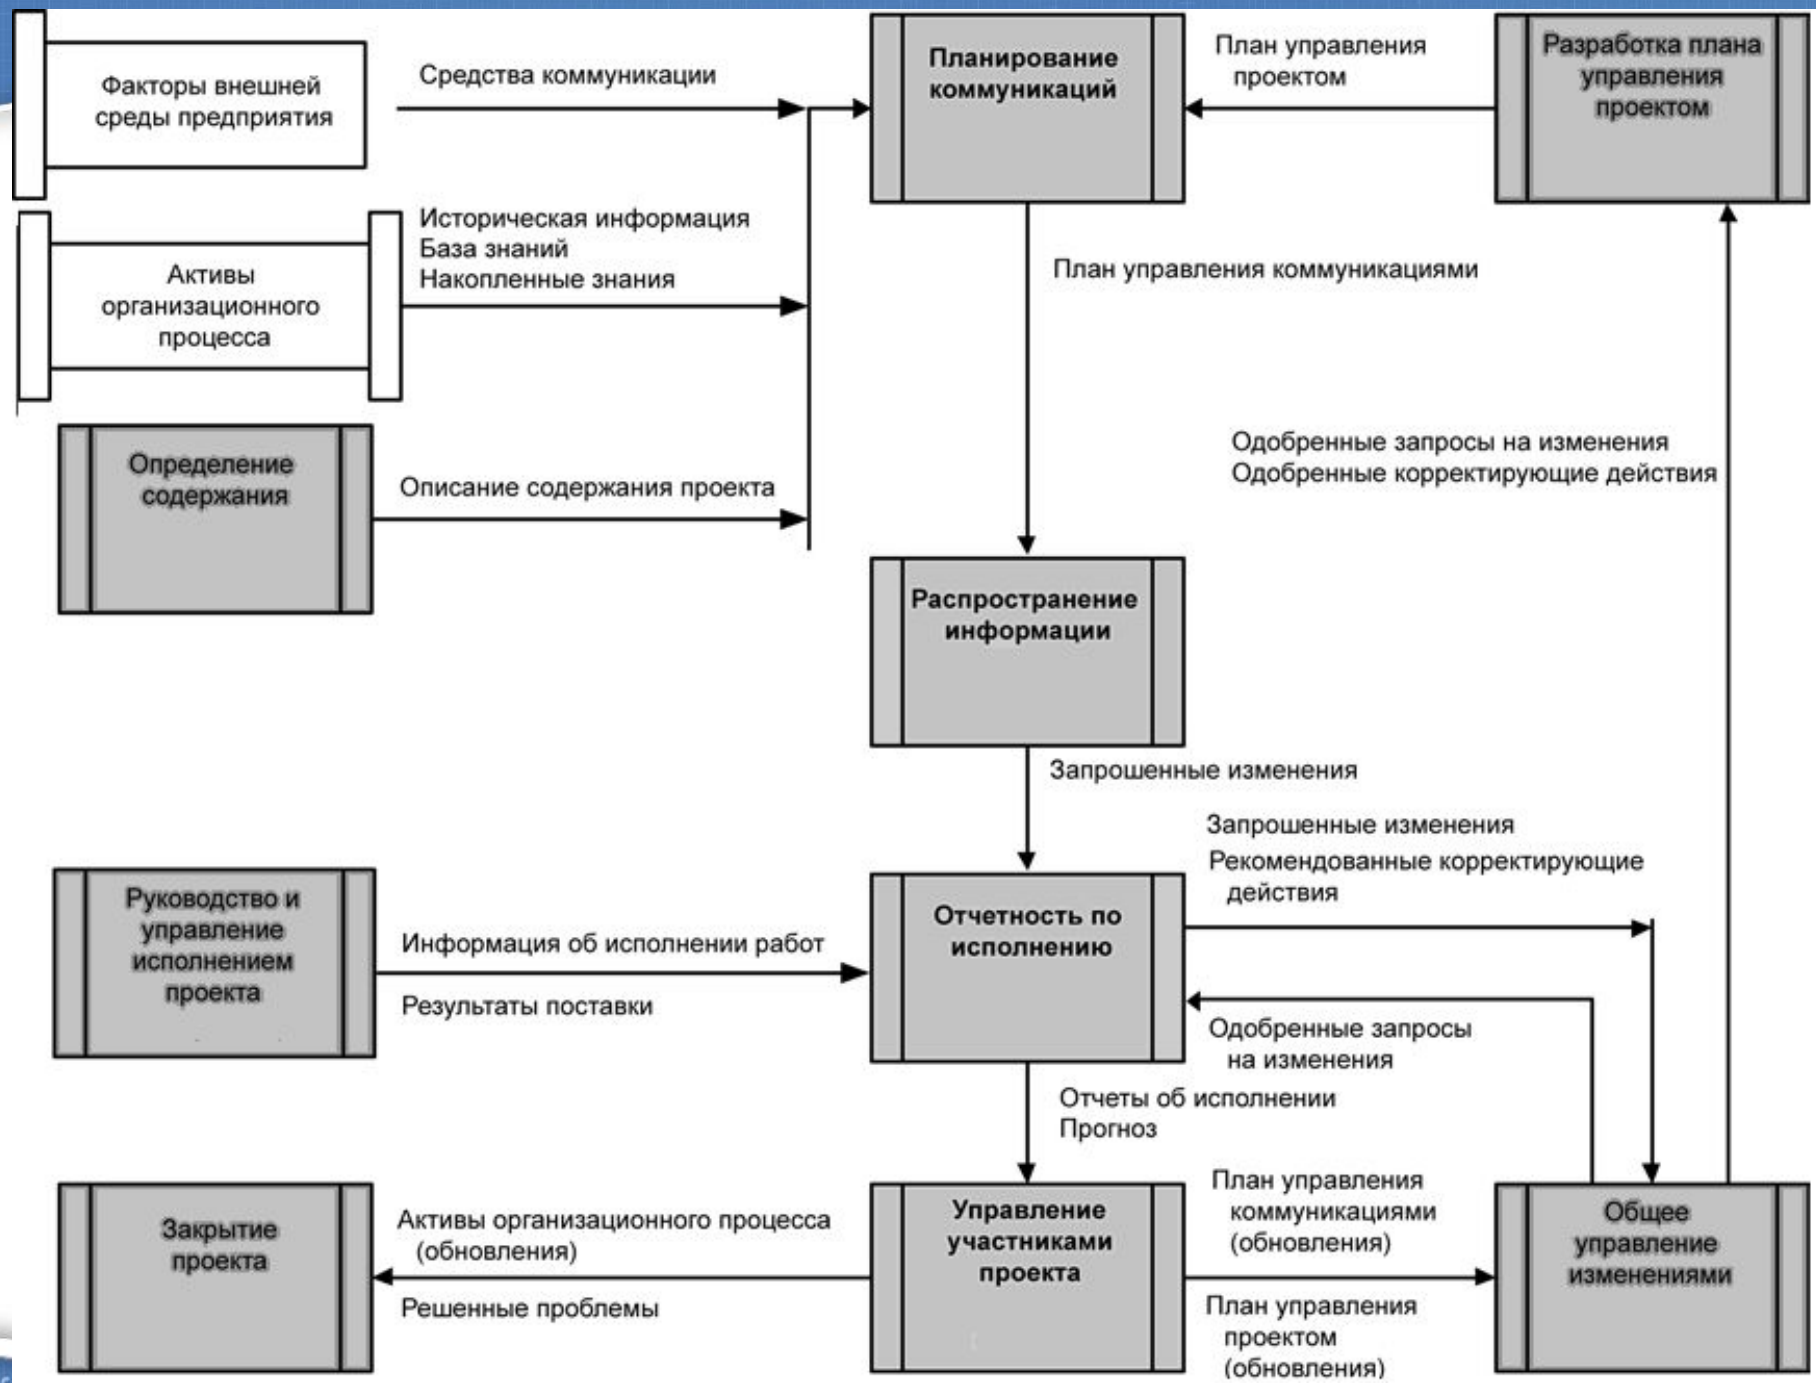 Факторы внешней
среды предприятия
Средства коммуникации
Планирование
коммуникаций
План управления
проектом
Разработка плана
управления
проектом
Активы
организационного
процесса
Историческая информация
База знаний
Накопленные знания
План управления коммуникациями
Определение
содержания
Описание содержания проекта
Одобренные запросы на изменения
Одобренные корректирующие действия
Распространение
информации
Запрошенные изменения
Запрошенные изменения
Рекомендованные корректирующие
действия
Руководство и
управление
исполнением
проекта
Информация об исполнении работ
Результаты поставки
Отчетность по
исполнению
Одобренные запросы
на изменения
Отчеты об исполнении
Прогноз
Закрытие
проекта
Активы организационного процесса
(обновления)
Решенные проблемы
Управление
участниками
проекта
План управления
коммуникациями
(обновления)
План управления
проектом
(обновления)
Общее
управление
изменениями